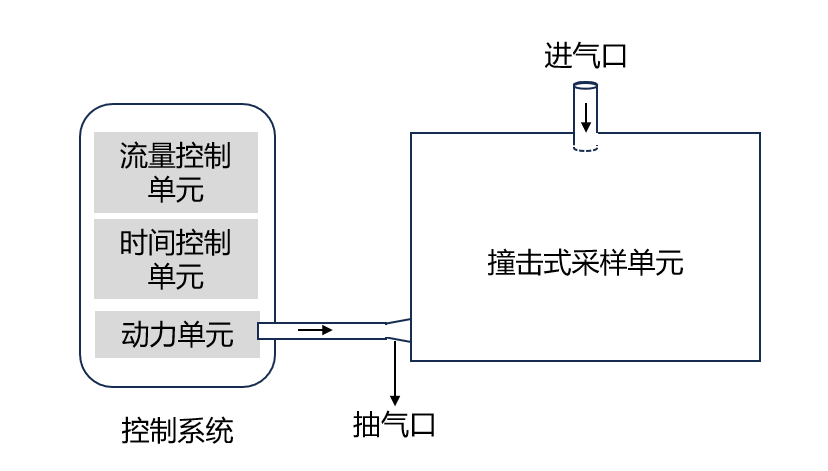 进气口
流量控制
单元
时间控制
单元
撞击式采样单元
动力单元
抽气口
控制系统